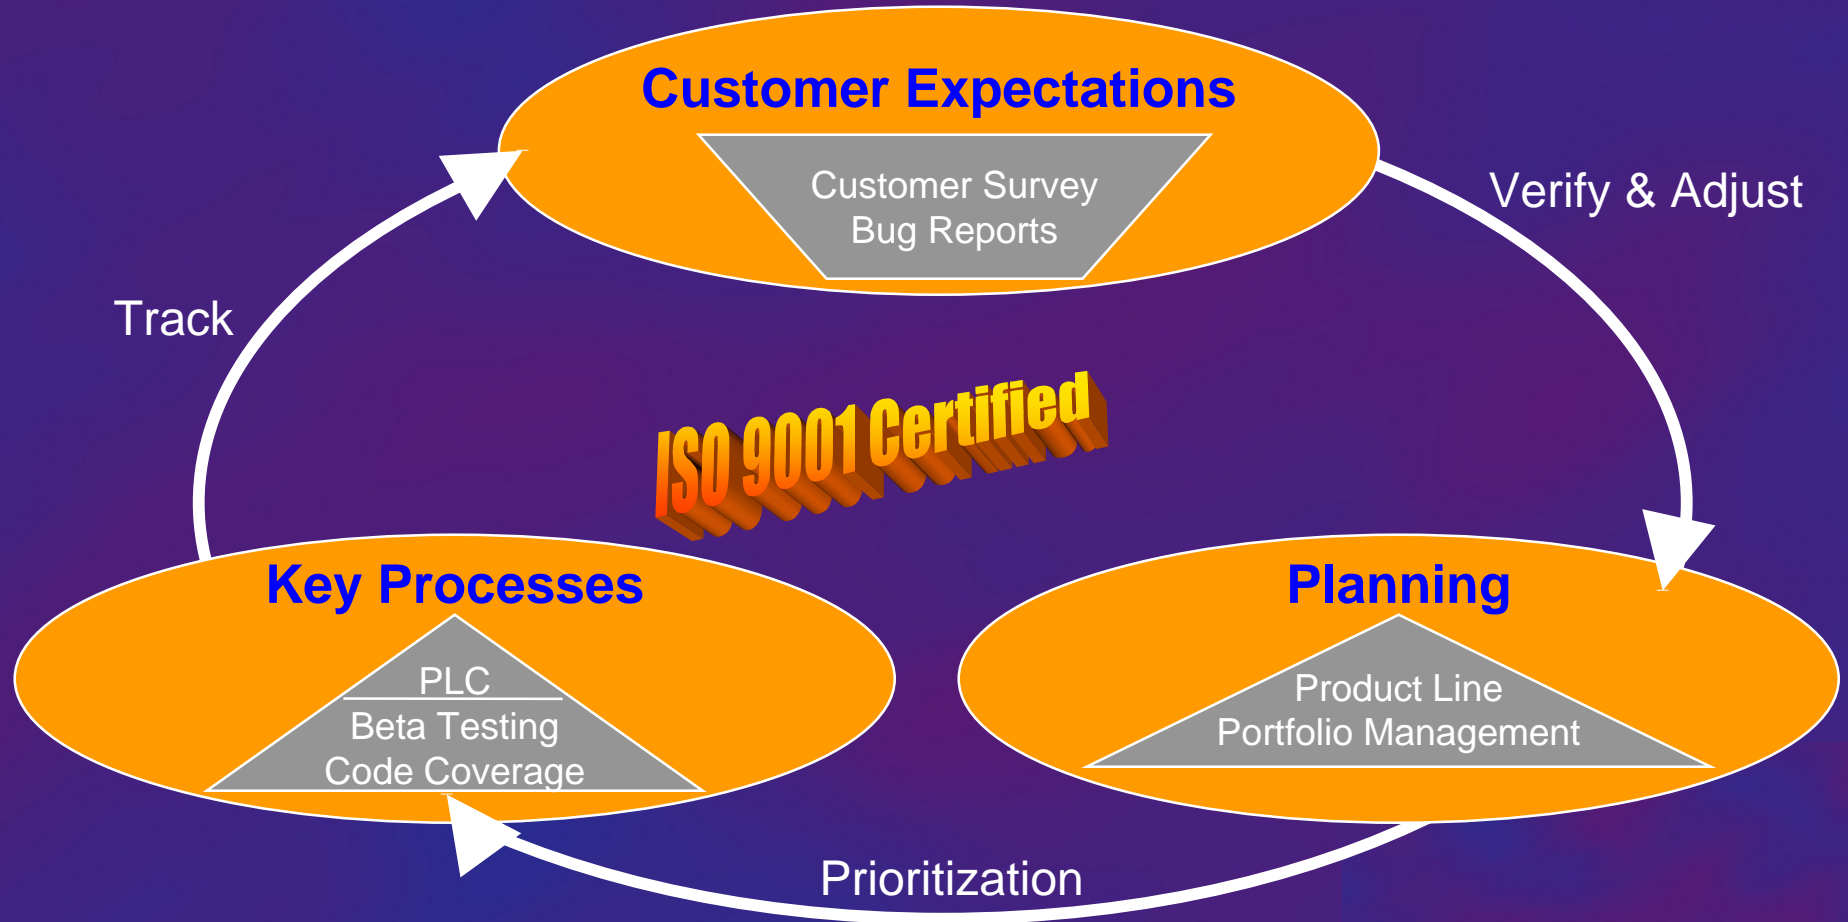 Customer Expectations
Customer Survey
Bug Reports
Verify & Adjust
Track
ISO 9001 Certified
Key Processes
PLC
Beta Testing
Code Coverage
Planning
Product Line
Portfolio Management
Prioritization